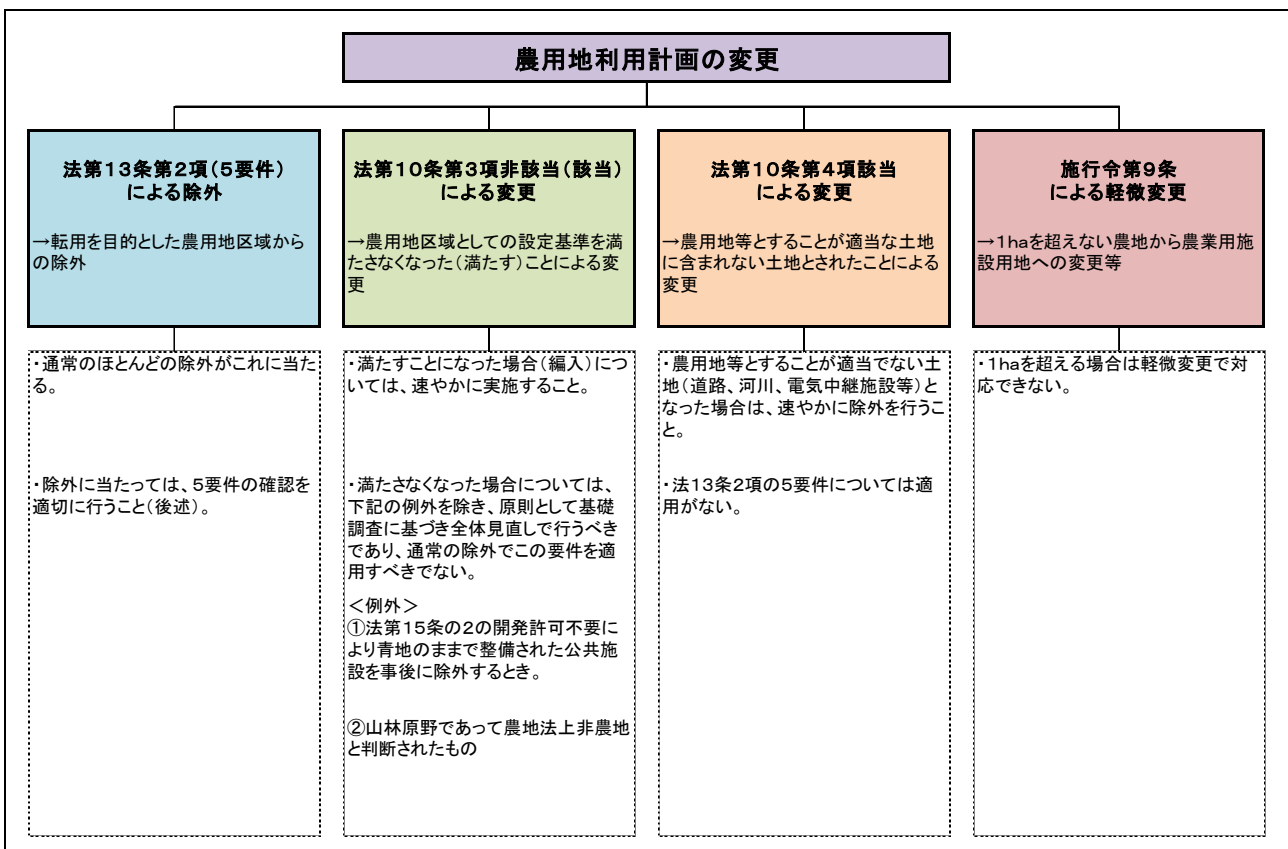 農用地利用計画の変更
法第13条第2項(5要件)
による除外
→転用を目的とした農用地区域から
の除外
・通常のほとんどの除外がこれに当た
る。
・除外に当たっては、5要件の確認を
適切に行うこと(後述)。
法第10条第3項非該当(該当)
による変更
→農用地区域としての設定基準を満
たさなくなった(満たす)ことによる変
更
・満たすことになった場合(編入)につ
いては、速やかに実施すること。
・満たさなくなった場合については、
下記の例外を除き、原則として基礎
調査に基づき全体見直しで行うべき
であり、通常の除外でこの要件を適
用すべきでない。
<例外>
①法第15条の2の開発許可不要に
より青地のままで整備された公共施
設を事後に除外するとき。
②山林原野であって農地法上非農地
と判断されたもの
法第10条第4項該当
による変更
→農用地等とすることが適当な土地
に含まれない土地とされたことによる
変更
・農用地等とすることが適当でない土
地(道路、河川、電気中継施設等)と
なった場合は、速やかに除外を行うこ
と。
・法13条2項の5要件については適
用がない。
施行令第9条
による軽微変更
→1haを超えない農地から農業用施
設用地への変更等
・1haを超える場合は軽微変更で対
応できない。